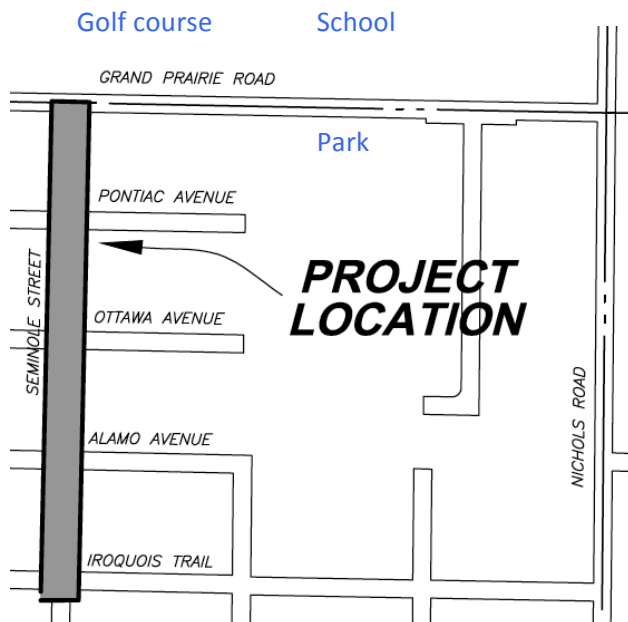 Golf course
School
GRAND PRAIRIE ROAD
Park
PONTIAC AVENUE
PROJECT
LOCATION
SEMINOLE STREET
OTTAWA AVENUE
NICHOLS ROAD
ALAMO AVENUE
IROQUOIS TRAIL